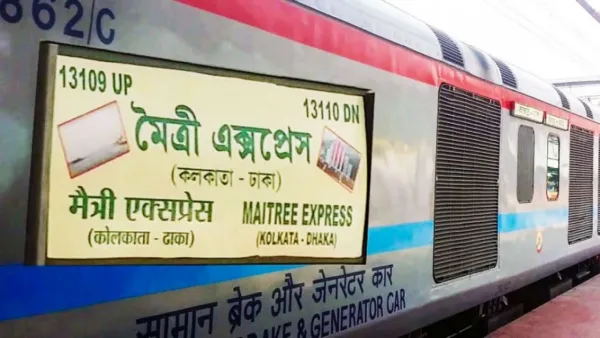 862/C
13109 UP
13110 DN
মৈত্রী এক্সপ্রেস
(কলকাতা - ঢাকা)
मैत्री एक्सप्रेस
MAITREE EXPRESS
(कोलकाता - ढाका)
(KOLKATA - DHAKA)
सामान ब्रेक और जेनरेटर कार
& GENERATOR CAR